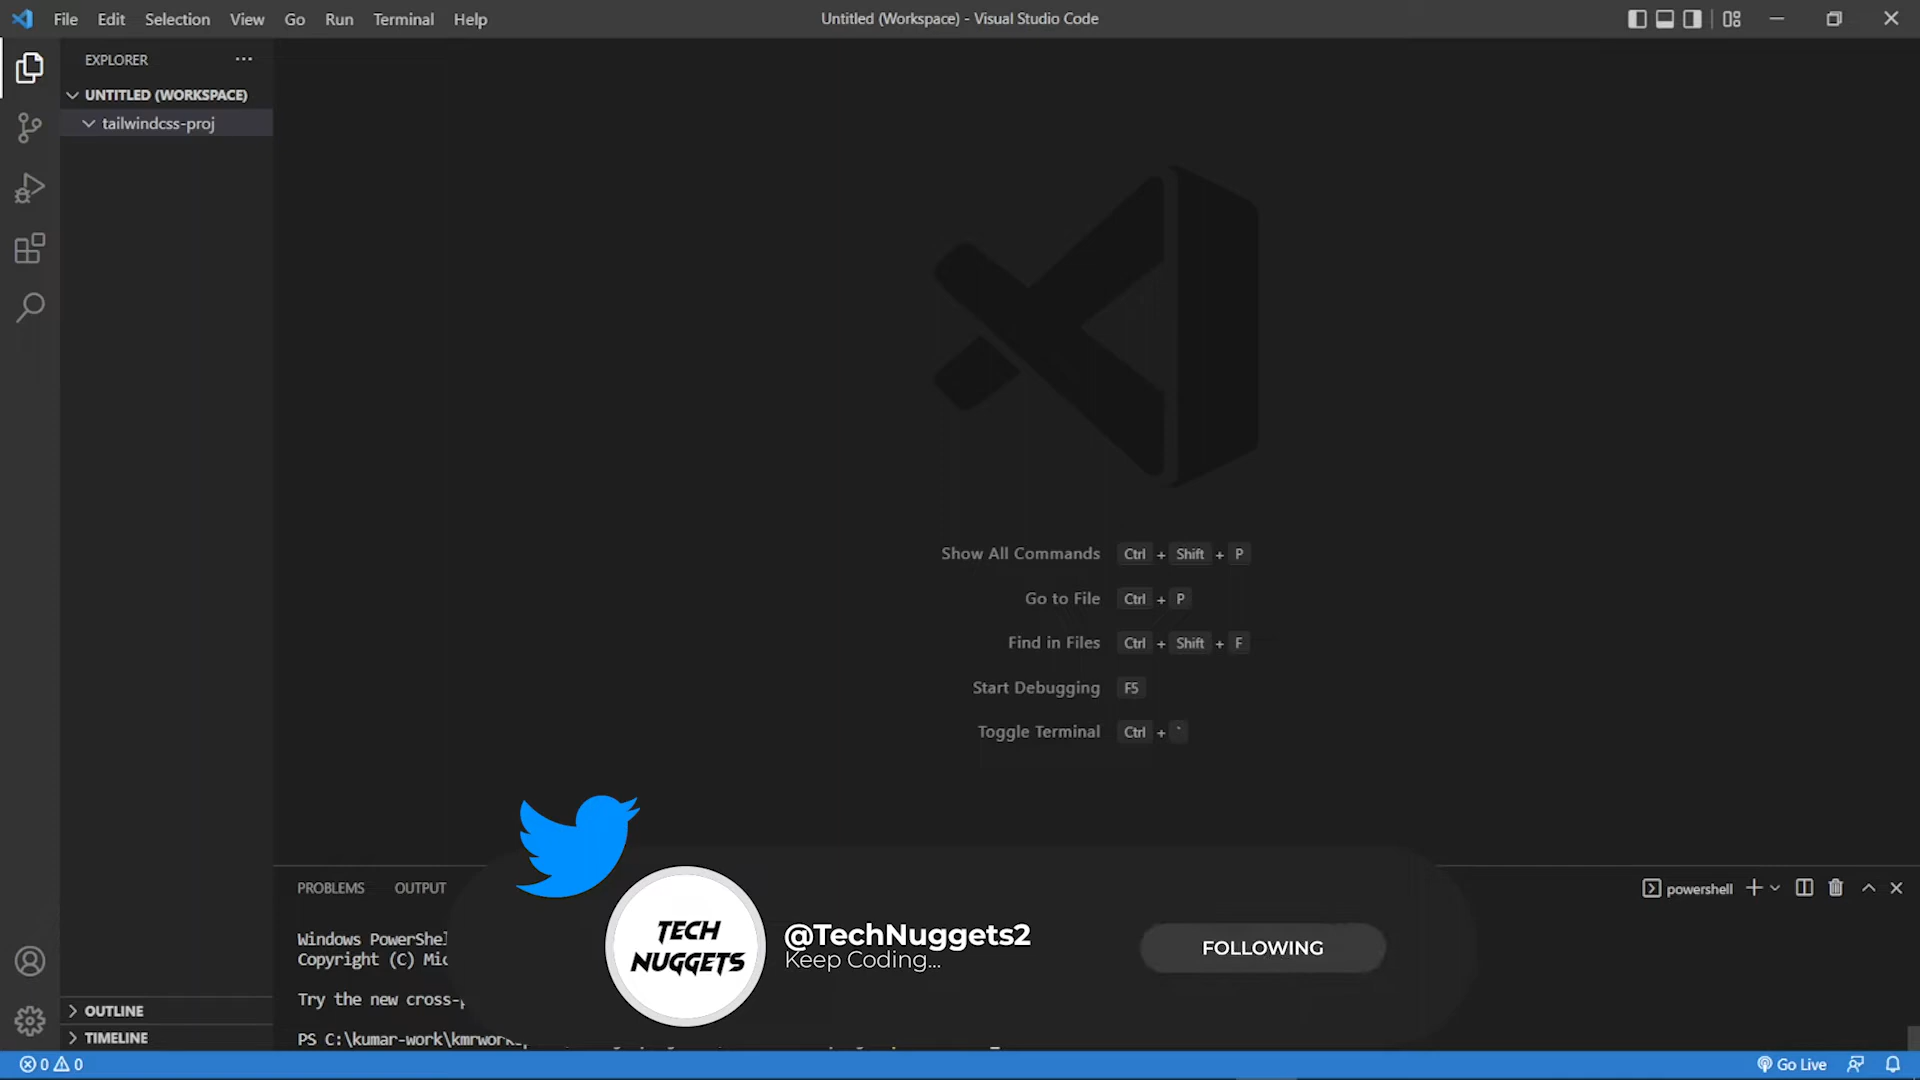 File Edit Selection View Go Run Terminal Help
Untitled (Workspace) - Visual Studio Code
EXPLORER
UNTITLED (WORKSPACE)
tailwindcss-proj
Show All Commands Ctrl + Shift + P
Go to File Ctrl + P
Find in Files Ctrl + Shift + F
Start Debugging F5
Toggle Terminal Ctrl + `
PROBLEMS OUTPUT
powershell
Windows PowerShel
Copyright (C) Mic
Try the new cross-p
PS C:\kumar-work\kmrwork
TECH
NUGGETS
@TechNuggets2
Keep Coding...
FOLLOWING
OUTLINE
TIMELINE
0 0
Go Live